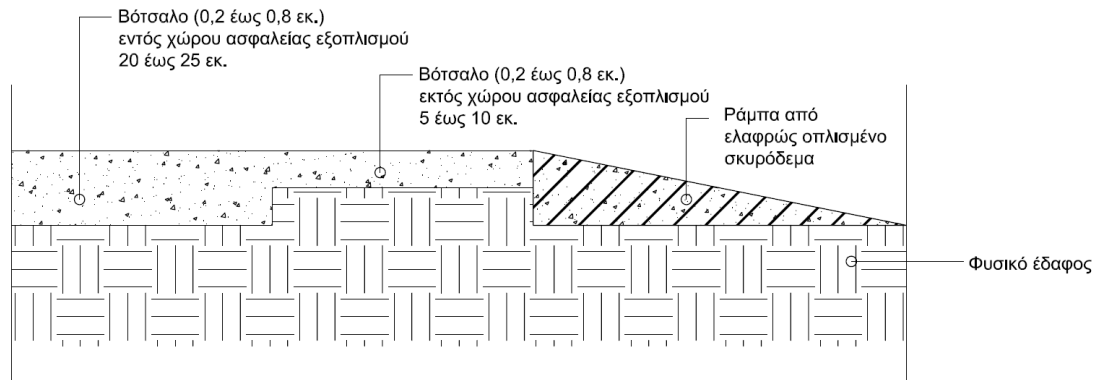 Βότσαλο (0,2 έως 0,8 εκ.)
εντός χώρου ασφαλείας εξοπλισμού
20 έως 25 εκ.
Βότσαλο (0,2 έως 0,8 εκ.)
εκτός χώρου ασφαλείας εξοπλισμού
5 έως 10 εκ.
Ράμπα από
ελαφρώς οπλισμένο
σκυρόδεμα
Φυσικό έδαφος